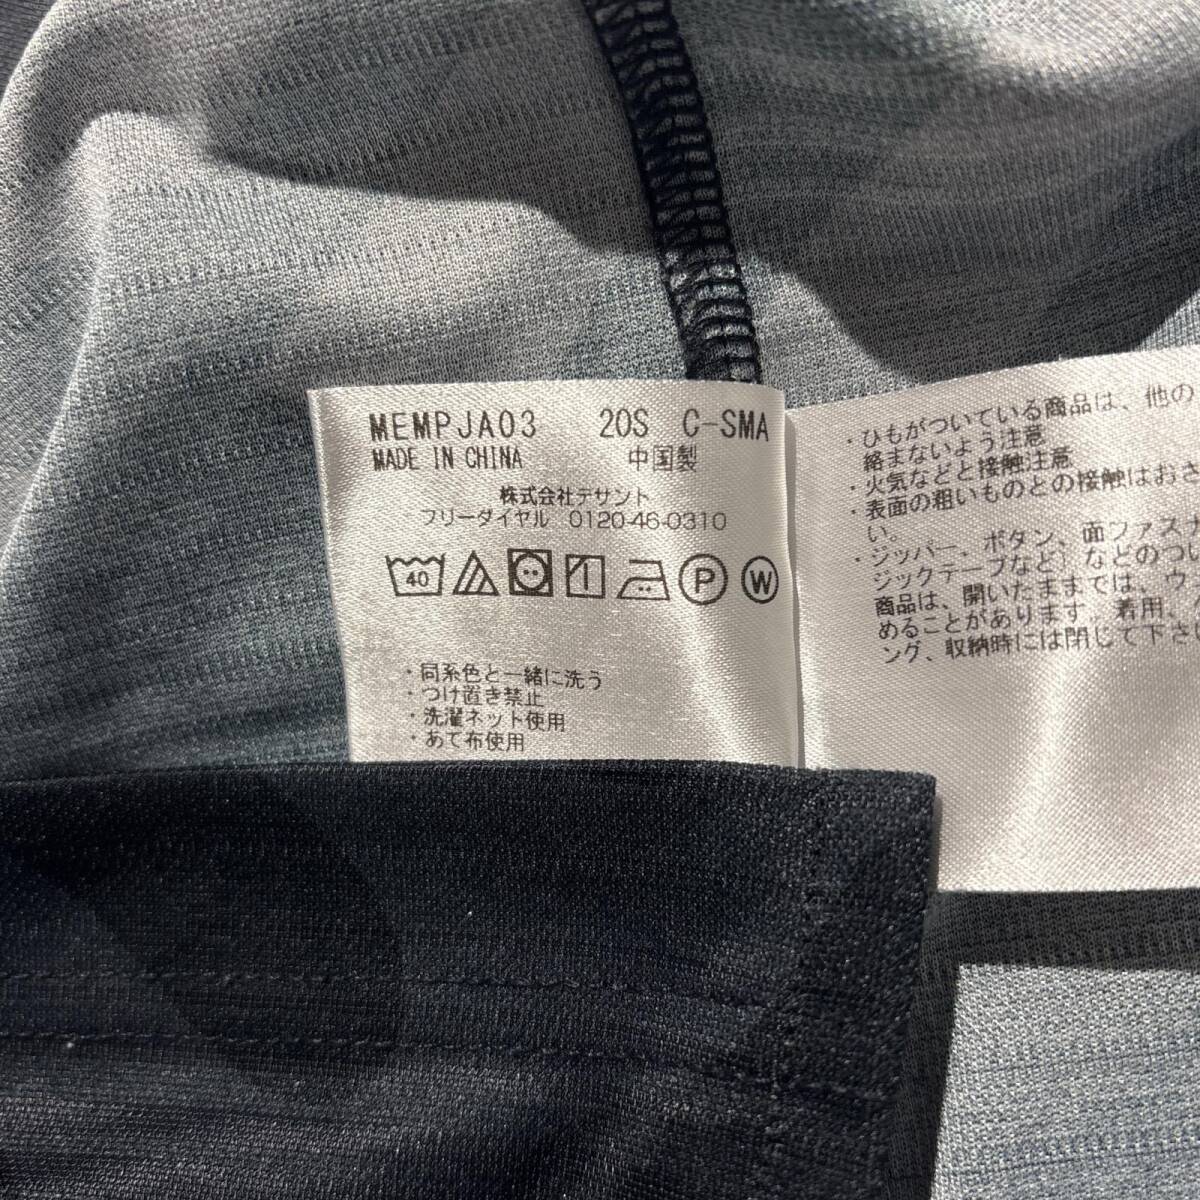 MEMPJA03 20S C-SMA
MADE IN CHINA 中国製
株式会社デサント
フリーダイヤル 0120-46-0310
40 P W
・同系色と一緒に洗う
・つけ置き禁止
・洗濯ネット使用
・あて布使用
・ひもがついている商品は、他の
絡まないよう注意
・火気などと接触注意
・表面の粗いものとの接触はおさ
い。
・ジッパー、ボタン、面ファステ
ジックテープなど）などのつけ
商品は、開いたままでは、ウ
めることがあります。着用、
ング、収納時には閉じて下さ